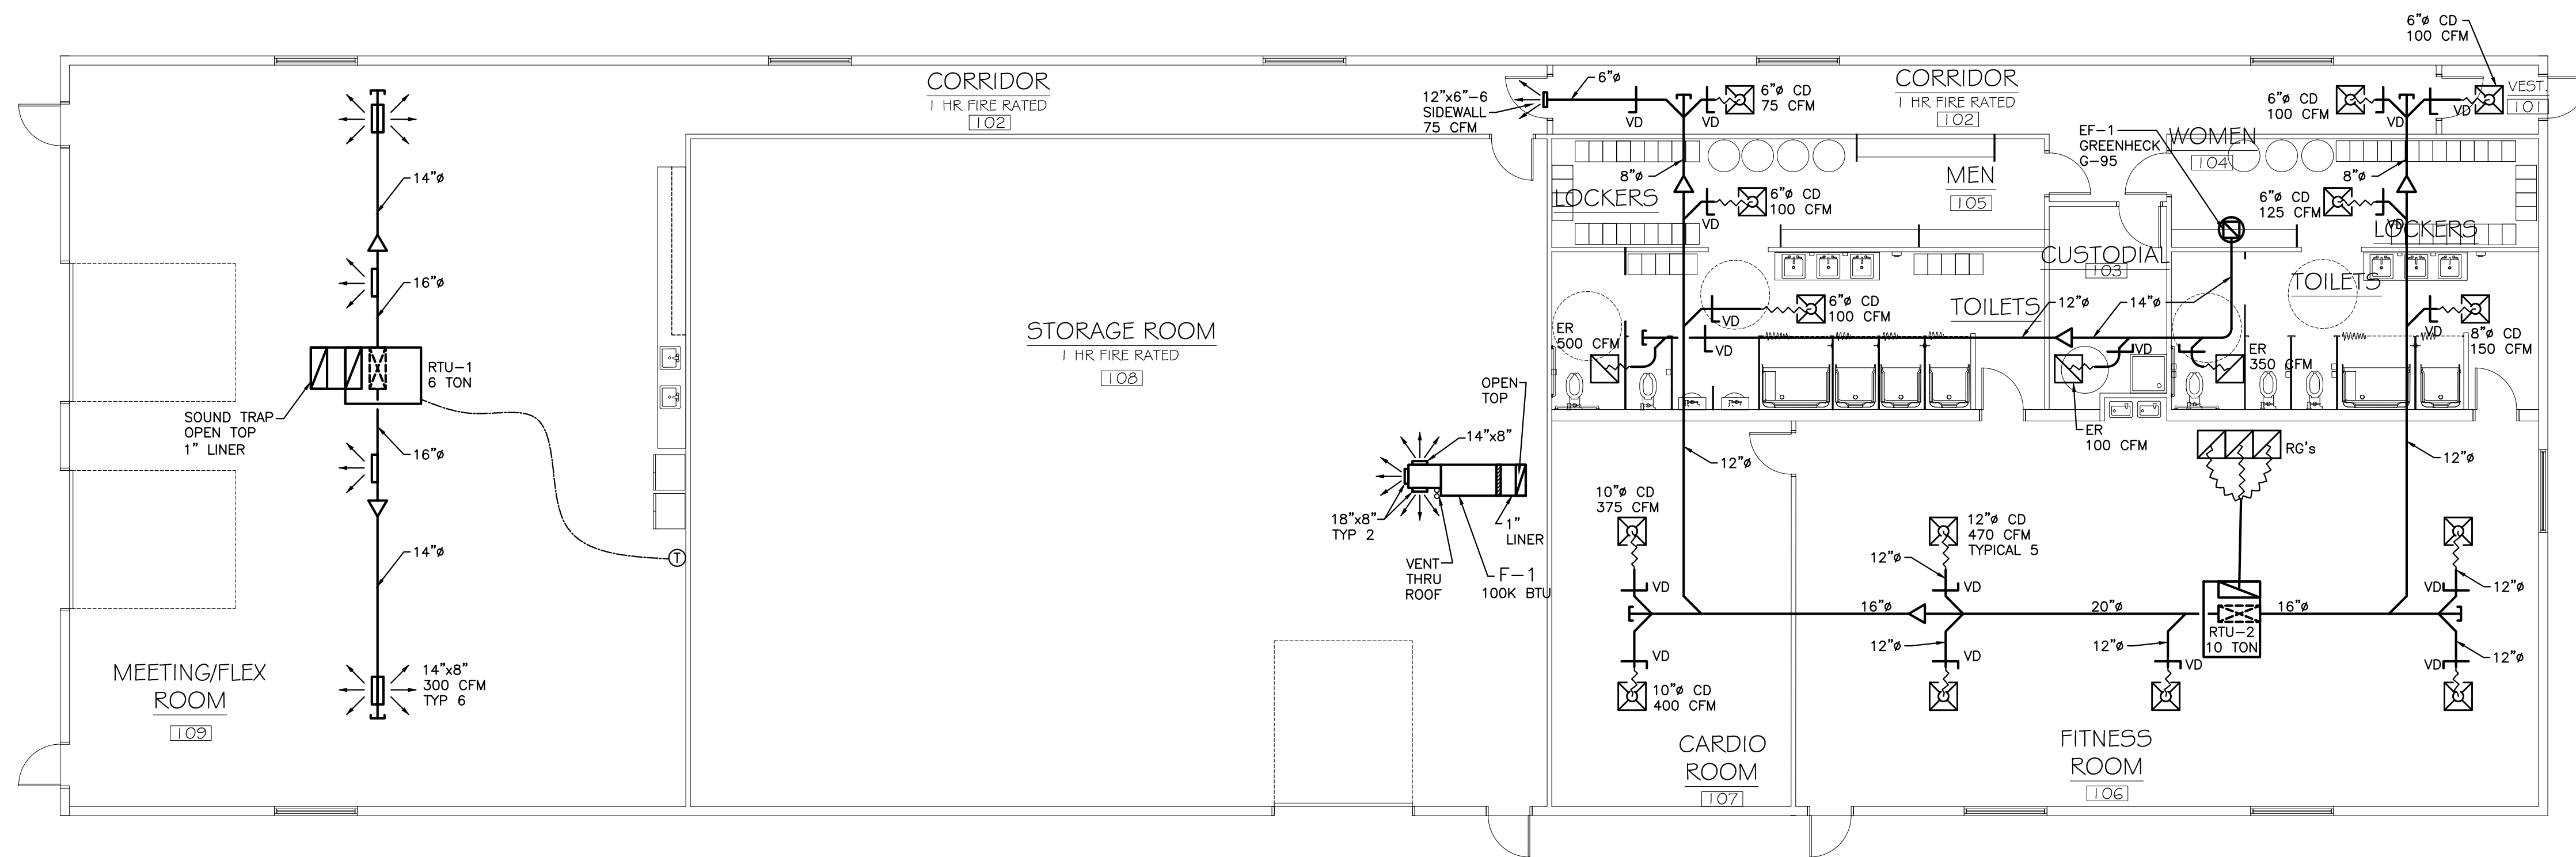 6"ø CD
100 CFM
CORRIDOR
1 HR FIRE RATED
102
12"x6"-6
SIDEWALL
75 CFM
6"ø
VD
VD
6"ø CD
75 CFM
CORRIDOR
1 HR FIRE RATED
102
6"ø CD
100 CFM
VD
VD
VEST.
101
EF-1
GREENHECK
G-95
WOMEN
104
14"ø
8"ø
LOCKERS
6"ø CD
100 CFM
VD
MEN
105
8"ø
6"ø CD
125 CFM
VD
LOCKERS
16"ø
CUSTODIAL
103
TOILETS
STORAGE ROOM
1 HR FIRE RATED
108
ER
500 CFM
6"ø CD
100 CFM
VD
VD
TOILETS
12"ø
14"ø
VD
ER
350 CFM
VD
8"ø CD
150 CFM
RTU-1
6 TON
SOUND TRAP
OPEN TOP
1" LINER
16"ø
OPEN
TOP
14"x8"
ER
100 CFM
RG's
12"ø
12"ø
18"x8"
TYP 2
1"
LINER
VENT
THRU
ROOF
F-1
100K BTU
10"ø CD
375 CFM
12"ø CD
470 CFM
TYPICAL 5
14"ø
T
12"ø
VD
VD
VD
12"ø
16"ø
20"ø
16"ø
RTU-2
10 TON
12"ø
12"ø
12"ø
VD
VD
VD
VD
MEETING/FLEX
ROOM
109
14"x8"
300 CFM
TYP 6
10"ø CD
400 CFM
CARDIO
ROOM
107
FITNESS
ROOM
106